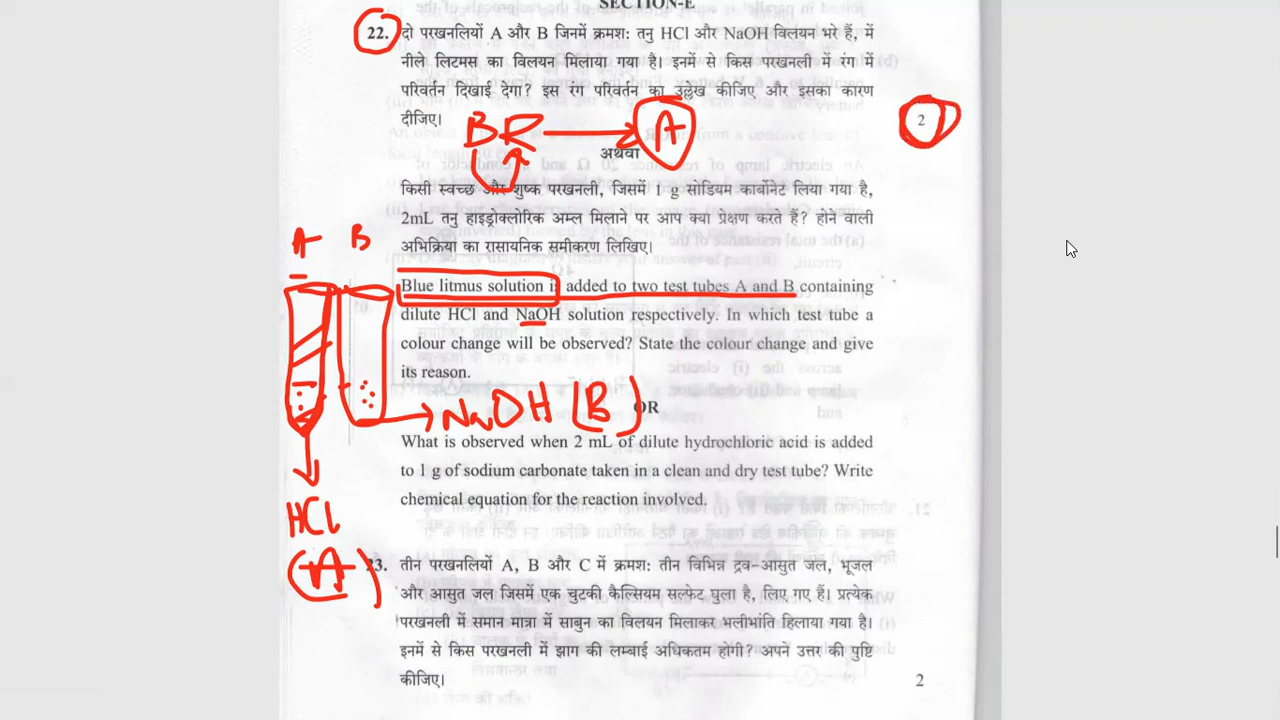 SECTION-E
22. दो परखनलियों A और B जिनमें क्रमशः तनु HCl और NaOH विलयन भरे हैं, में
नीले लिटमस का विलयन मिलाया गया है। इनमें से किस परखनली में रंग में
परिवर्तन दिखाई देगा? इस रंग परिवर्तन का उल्लेख कीजिए और इसका कारण
दीजिए।
2
B R A
अथवा
किसी स्वच्छ और शुष्क परखनली, जिसमें 1 g सोडियम कार्बोनेट लिया गया है,
2mL तनु हाइड्रोक्लोरिक अम्ल मिलाने पर आप क्या प्रेक्षण करते हैं? होने वाली
अभिक्रिया का रासायनिक समीकरण लिखिए।
A B
Blue litmus solution is added to two test tubes A and B containing
dilute HCl and NaOH solution respectively. In which test tube a
colour change will be observed? State the colour change and give
its reason.
NaOH (B)
OR
What is observed when 2 mL of dilute hydrochloric acid is added
to 1 g of sodium carbonate taken in a clean and dry test tube? Write
chemical equation for the reaction involved.
HCl
(A)
23. तीन परखनलियों A, B और C में क्रमशः तीन विभिन्न द्रव-आसुत जल, भूजल
और आसुत जल जिसमें एक चुटकी कैल्सियम सल्फेट घुला है, लिए गए हैं। प्रत्येक
परखनली में समान मात्रा में साबुन का विलयन मिलाकर भलीभांति हिलाया गया है।
इनमें से किस परखनली में झाग की लम्बाई अधिकतम होगी? अपने उत्तर की पुष्टि
कीजिए।
2